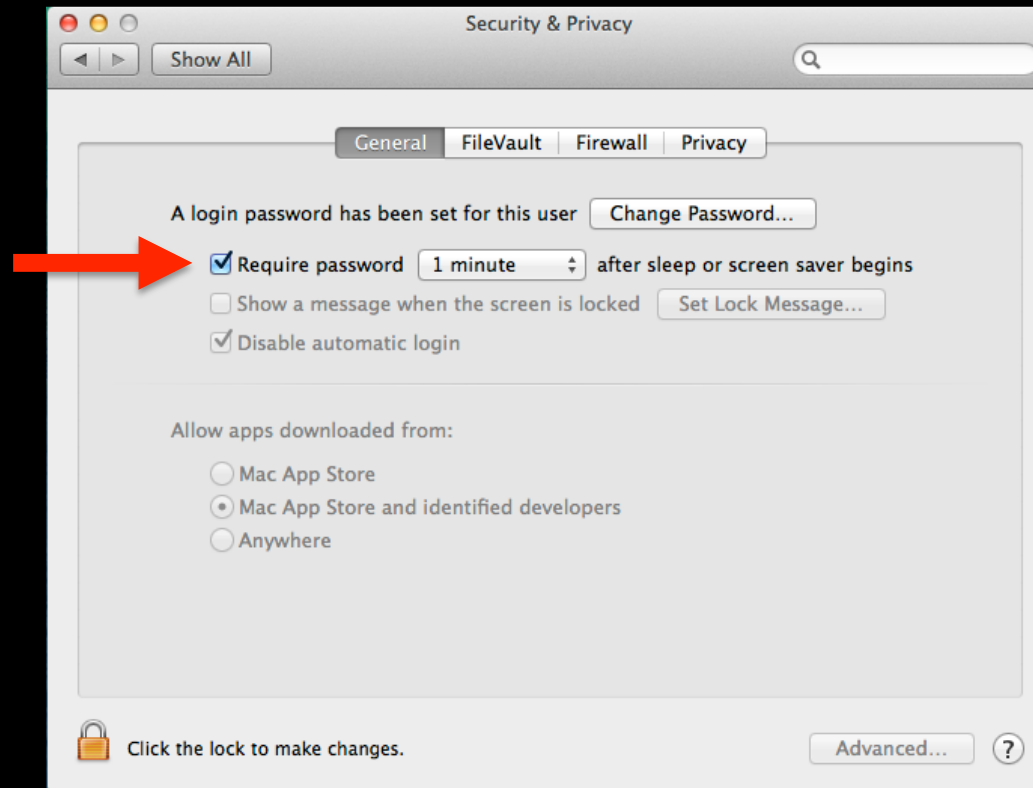 Security & Privacy
Show All
General FileVault Firewall Privacy
A login password has been set for this user Change Password...
Require password 1 minute after sleep or screen saver begins
Show a message when the screen is locked Set Lock Message...
Disable automatic login
Allow apps downloaded from:
Mac App Store
Mac App Store and identified developers
Anywhere
Click the lock to make changes. Advanced... ?